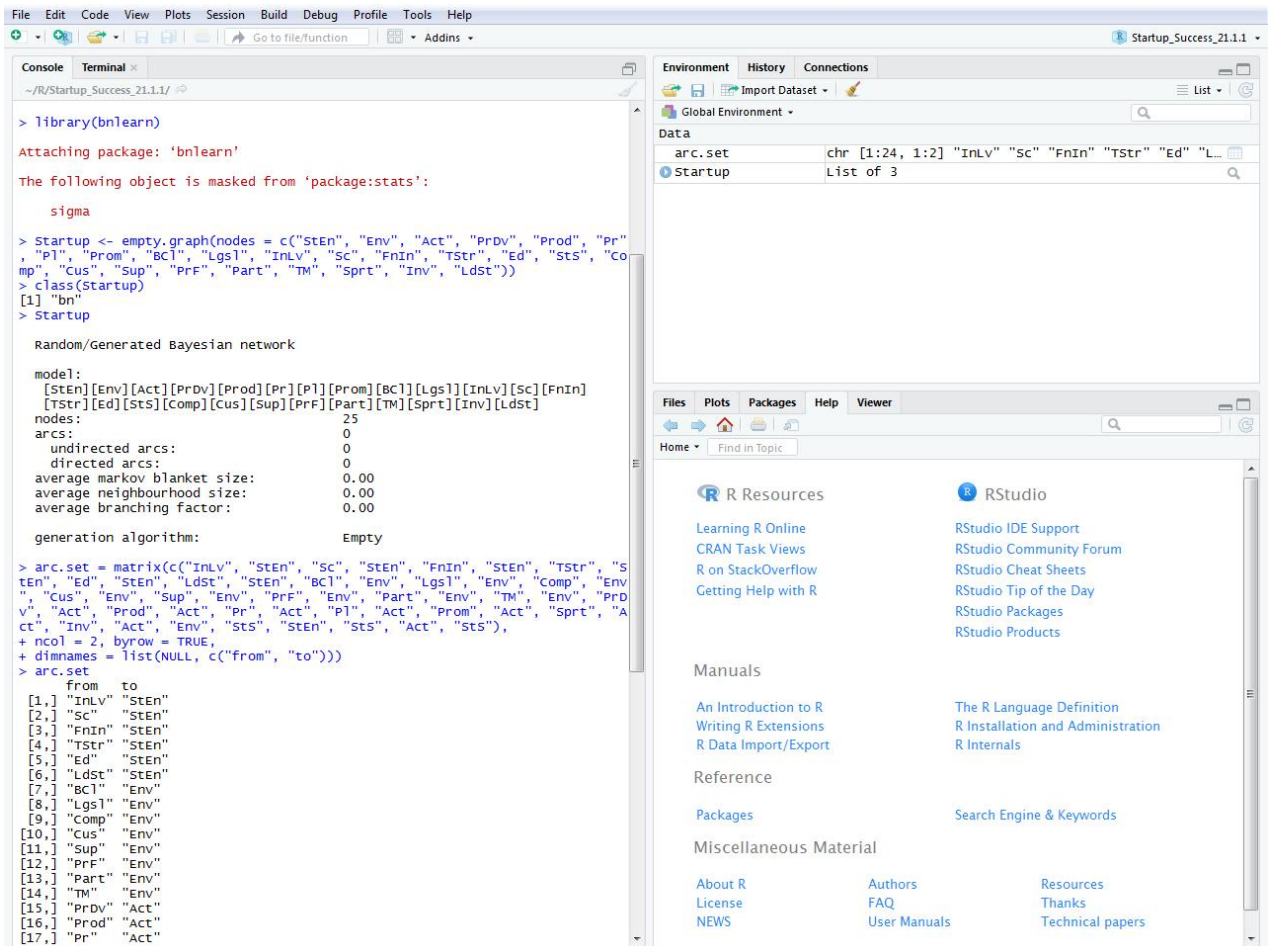 File Edit Code View Plots Session Build Debug Profile Tools Help
Go to file/function Addins Startup_Success_21.1.1
Console Terminal
~/R/Startup_Success_21.1.1/
> library(bnlearn)
Attaching package: ‘bnlearn’
The following object is masked from ‘package:stats’:
sigma
> Startup <- empty.graph(nodes = c("StEn", "Env", "Act", "PrDv", "Prod", "Pr"
, "Pl", "Prom", "BCl", "Lgsl", "InLv", "Sc", "FnIn", "TStr", "Ed", "StS", "Co
mp", "Cus", "Sup", "PrF", "Part", "TM", "Sprt", "Inv", "LdSt"))
> class(Startup)
[1] "bn"
> Startup
Random/Generated Bayesian network
model:
[StEn][Env][Act][PrDv][Prod][Pr][Pl][Prom][BCl][Lgsl][InLv][Sc][FnIn]
[TStr][Ed][StS][Comp][Cus][Sup][PrF][Part][TM][Sprt][Inv][LdSt]
nodes: 25
arcs: 0
undirected arcs: 0
directed arcs: 0
average markov blanket size: 0.00
average neighbourhood size: 0.00
average branching factor: 0.00
generation algorithm: Empty
> arc.set = matrix(c("InLv", "StEn", "Sc", "StEn", "FnIn", "StEn", "TStr", "S
tEn", "Ed", "StEn", "LdSt", "StEn", "BCl", "Env", "Lgsl", "Env", "Comp", "Env
", "Cus", "Env", "Sup", "Env", "PrF", "Env", "Part", "Env", "TM", "Env", "PrD
v", "Act", "Prod", "Act", "Pr", "Act", "Pl", "Act", "Prom", "Act", "Sprt", "A
ct", "Inv", "Act", "Env", "StS", "StEn", "StS", "Act", "StS"),
+ ncol = 2, byrow = TRUE,
+ dimnames = list(NULL, c("from", "to")))
> arc.set
from to
[1,] "InLv" "StEn"
[2,] "Sc" "StEn"
[3,] "FnIn" "StEn"
[4,] "TStr" "StEn"
[5,] "Ed" "StEn"
[6,] "LdSt" "StEn"
[7,] "BCl" "Env"
[8,] "Lgsl" "Env"
[9,] "Comp" "Env"
[10,] "Cus" "Env"
[11,] "Sup" "Env"
[12,] "PrF" "Env"
[13,] "Part" "Env"
[14,] "TM" "Env"
[15,] "PrDv" "Act"
[16,] "Prod" "Act"
[17,] "Pr" "Act"
Environment History Connections
Import Dataset List
Global Environment
Data
arc.set chr [1:24, 1:2] "InLv" "Sc" "FnIn" "TStr" "Ed" "L…
Startup List of 3
Files Plots Packages Help Viewer
Home Find in Topic
R Resources RStudio
Learning R Online RStudio IDE Support
CRAN Task Views RStudio Community Forum
R on StackOverflow RStudio Cheat Sheets
Getting Help with R RStudio Tip of the Day
RStudio Packages
RStudio Products
Manuals
An Introduction to R The R Language Definition
Writing R Extensions R Installation and Administration
R Data Import/Export R Internals
Reference
Packages Search Engine & Keywords
Miscellaneous Material
About R Authors Resources
License FAQ Thanks
NEWS User Manuals Technical papers